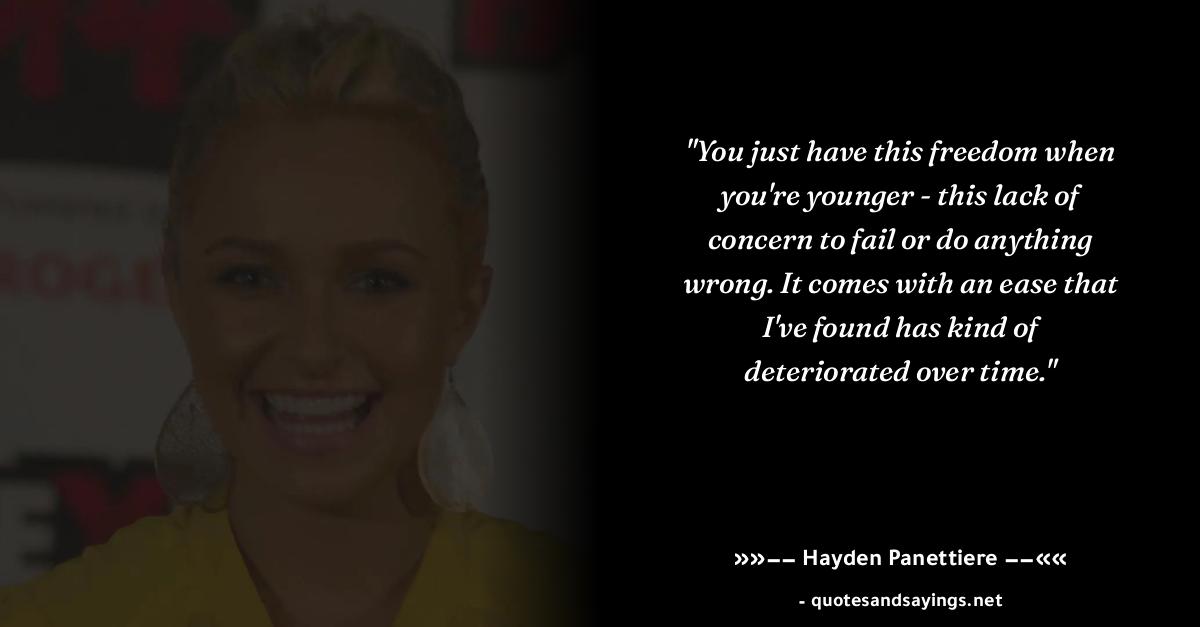 "You just have this freedom when
you're younger - this lack of
concern to fail or do anything
wrong. It comes with an ease that
I've found has kind of
deteriorated over time."
»»–– Hayden Panettiere ––««
- quotesandsayings.net